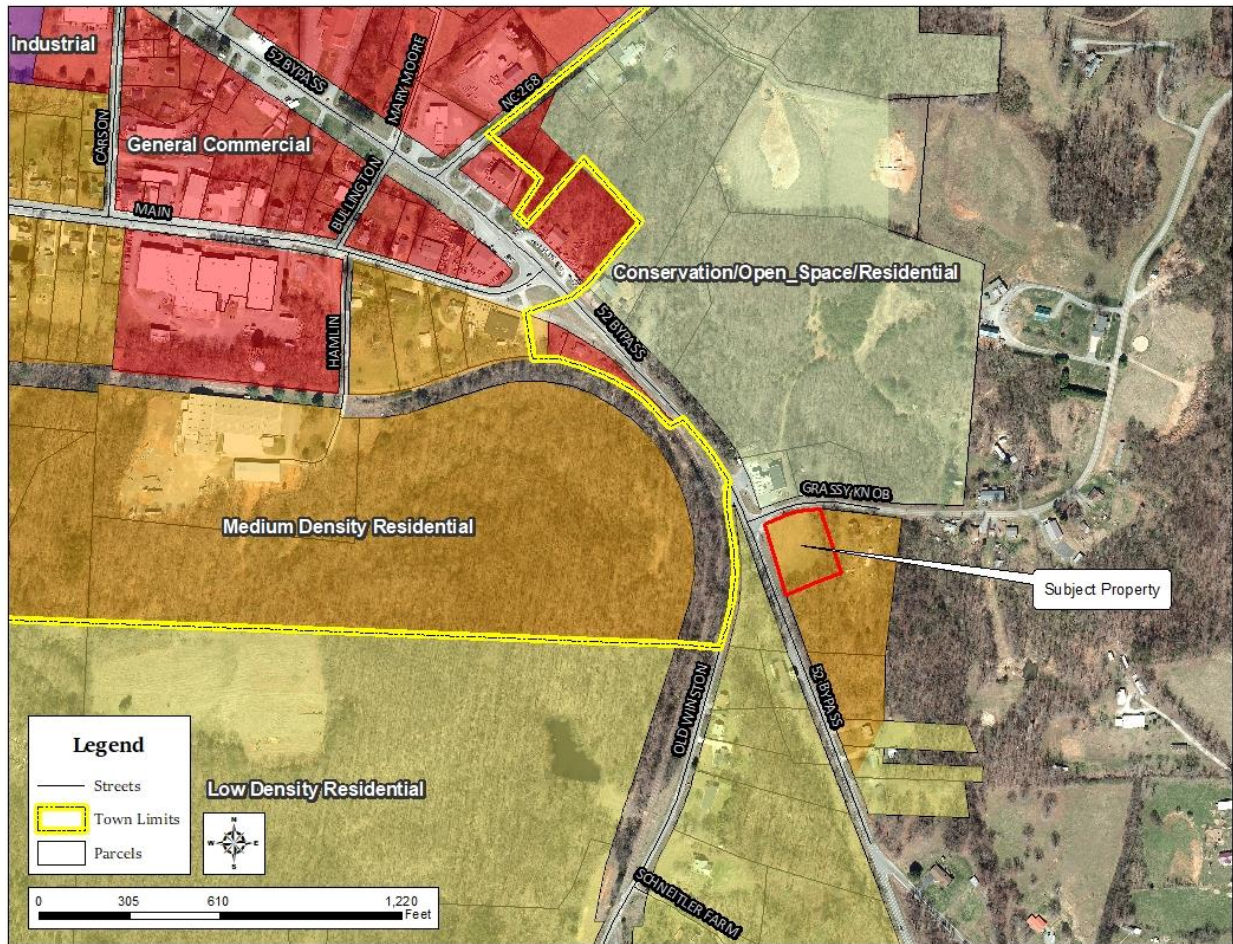 Industrial
52 BYPASS
MARY MOORE
NC-268
CARSON
General Commercial
BULLINGTON
MAIN
Conservation/Open_Space/Residential
HAMLIN
52 BYPASS
GRASSY KNOB
Medium Density Residential
Subject Property
OLD WINSTON
52 BYPASS
Low Density Residential
SCHNEITLER FARM
Legend
Streets
Town Limits
Parcels
N
W E
S
0 305 610 1,220
Feet